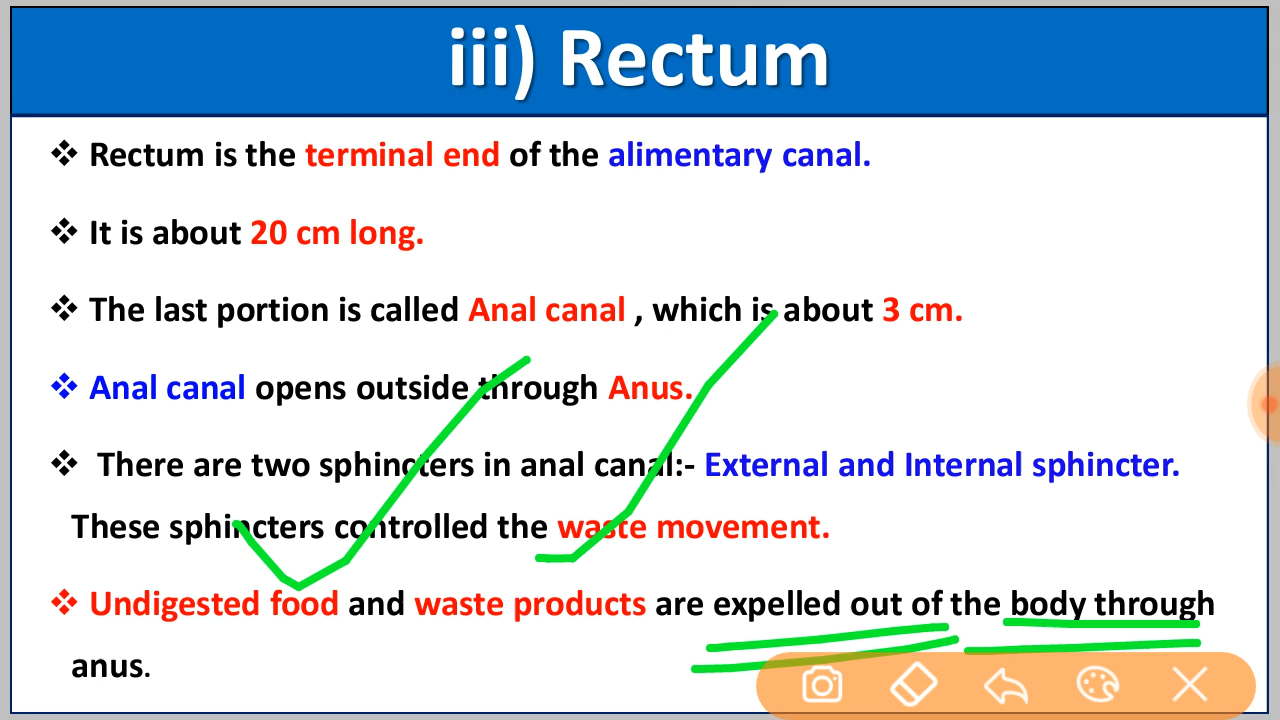 iii) Rectum
❖ Rectum is the terminal end of the alimentary canal.
❖ It is about 20 cm long.
❖ The last portion is called Anal canal , which is about 3 cm.
❖ Anal canal opens outside through Anus.
❖ There are two sphincters in anal canal:- External and Internal sphincter.
These sphincters controlled the waste movement.
❖ Undigested food and waste products are expelled out of the body through
anus.